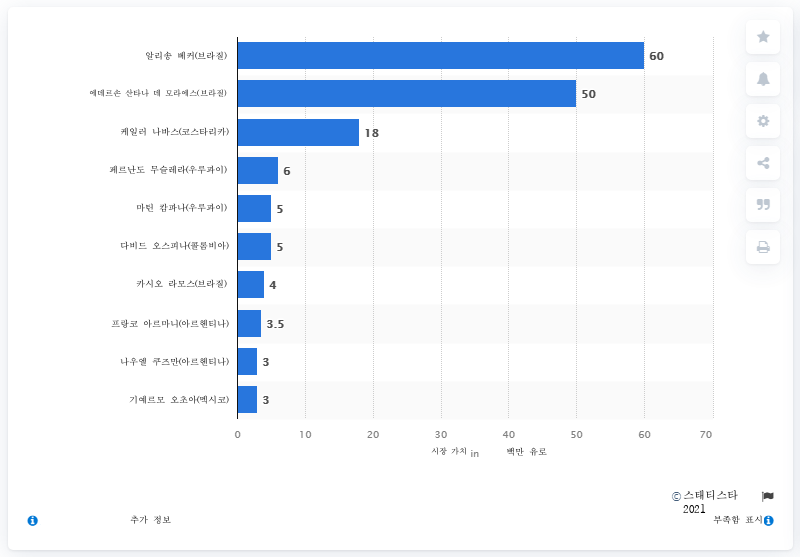 알리송 베커(브라질)
60
에데르손 산타나 데 모라에스(브라질)
50
케일러 나바스(코스타리카)
18
페르난도 무슬레라(우루과이)
6
마틴 캄파나(우루과이)
5
다비드 오스피나(콜롬비아)
5
카시오 라모스(브라질)
4
프랑코 아르마니(아르헨티나)
3.5
나우엘 쿠즈만(아르헨티나)
3
기예르모 오초아(멕시코)
3
0 10 20 30 40 50 60 70
시장 가치 in 백만 유로
© 스태티스타
2021
추가 정보
부족함 표시